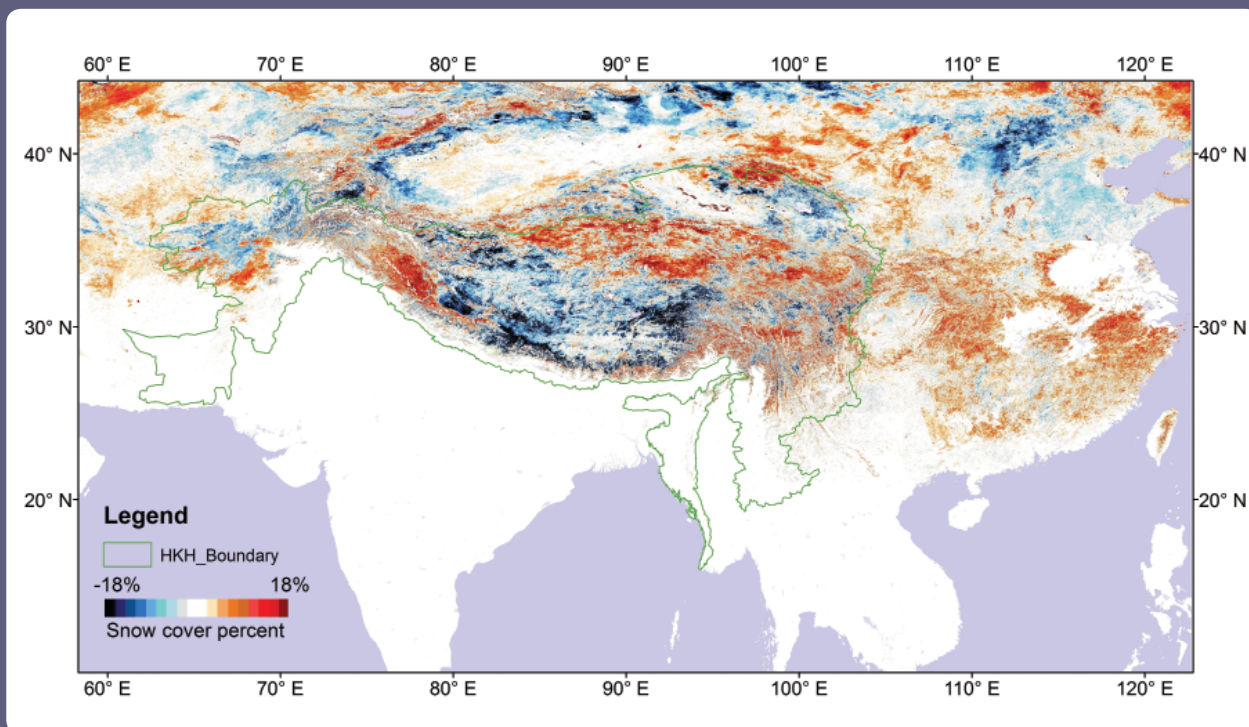 60° E 70° E 80° E 90° E 100° E 110° E 120° E
40° N 40° N
30° N 30° N
20° N 20° N
Legend
HKH_Boundary
-18% 18%
Snow cover percent
60° E 70° E 80° E 90° E 100° E 110° E 120° E